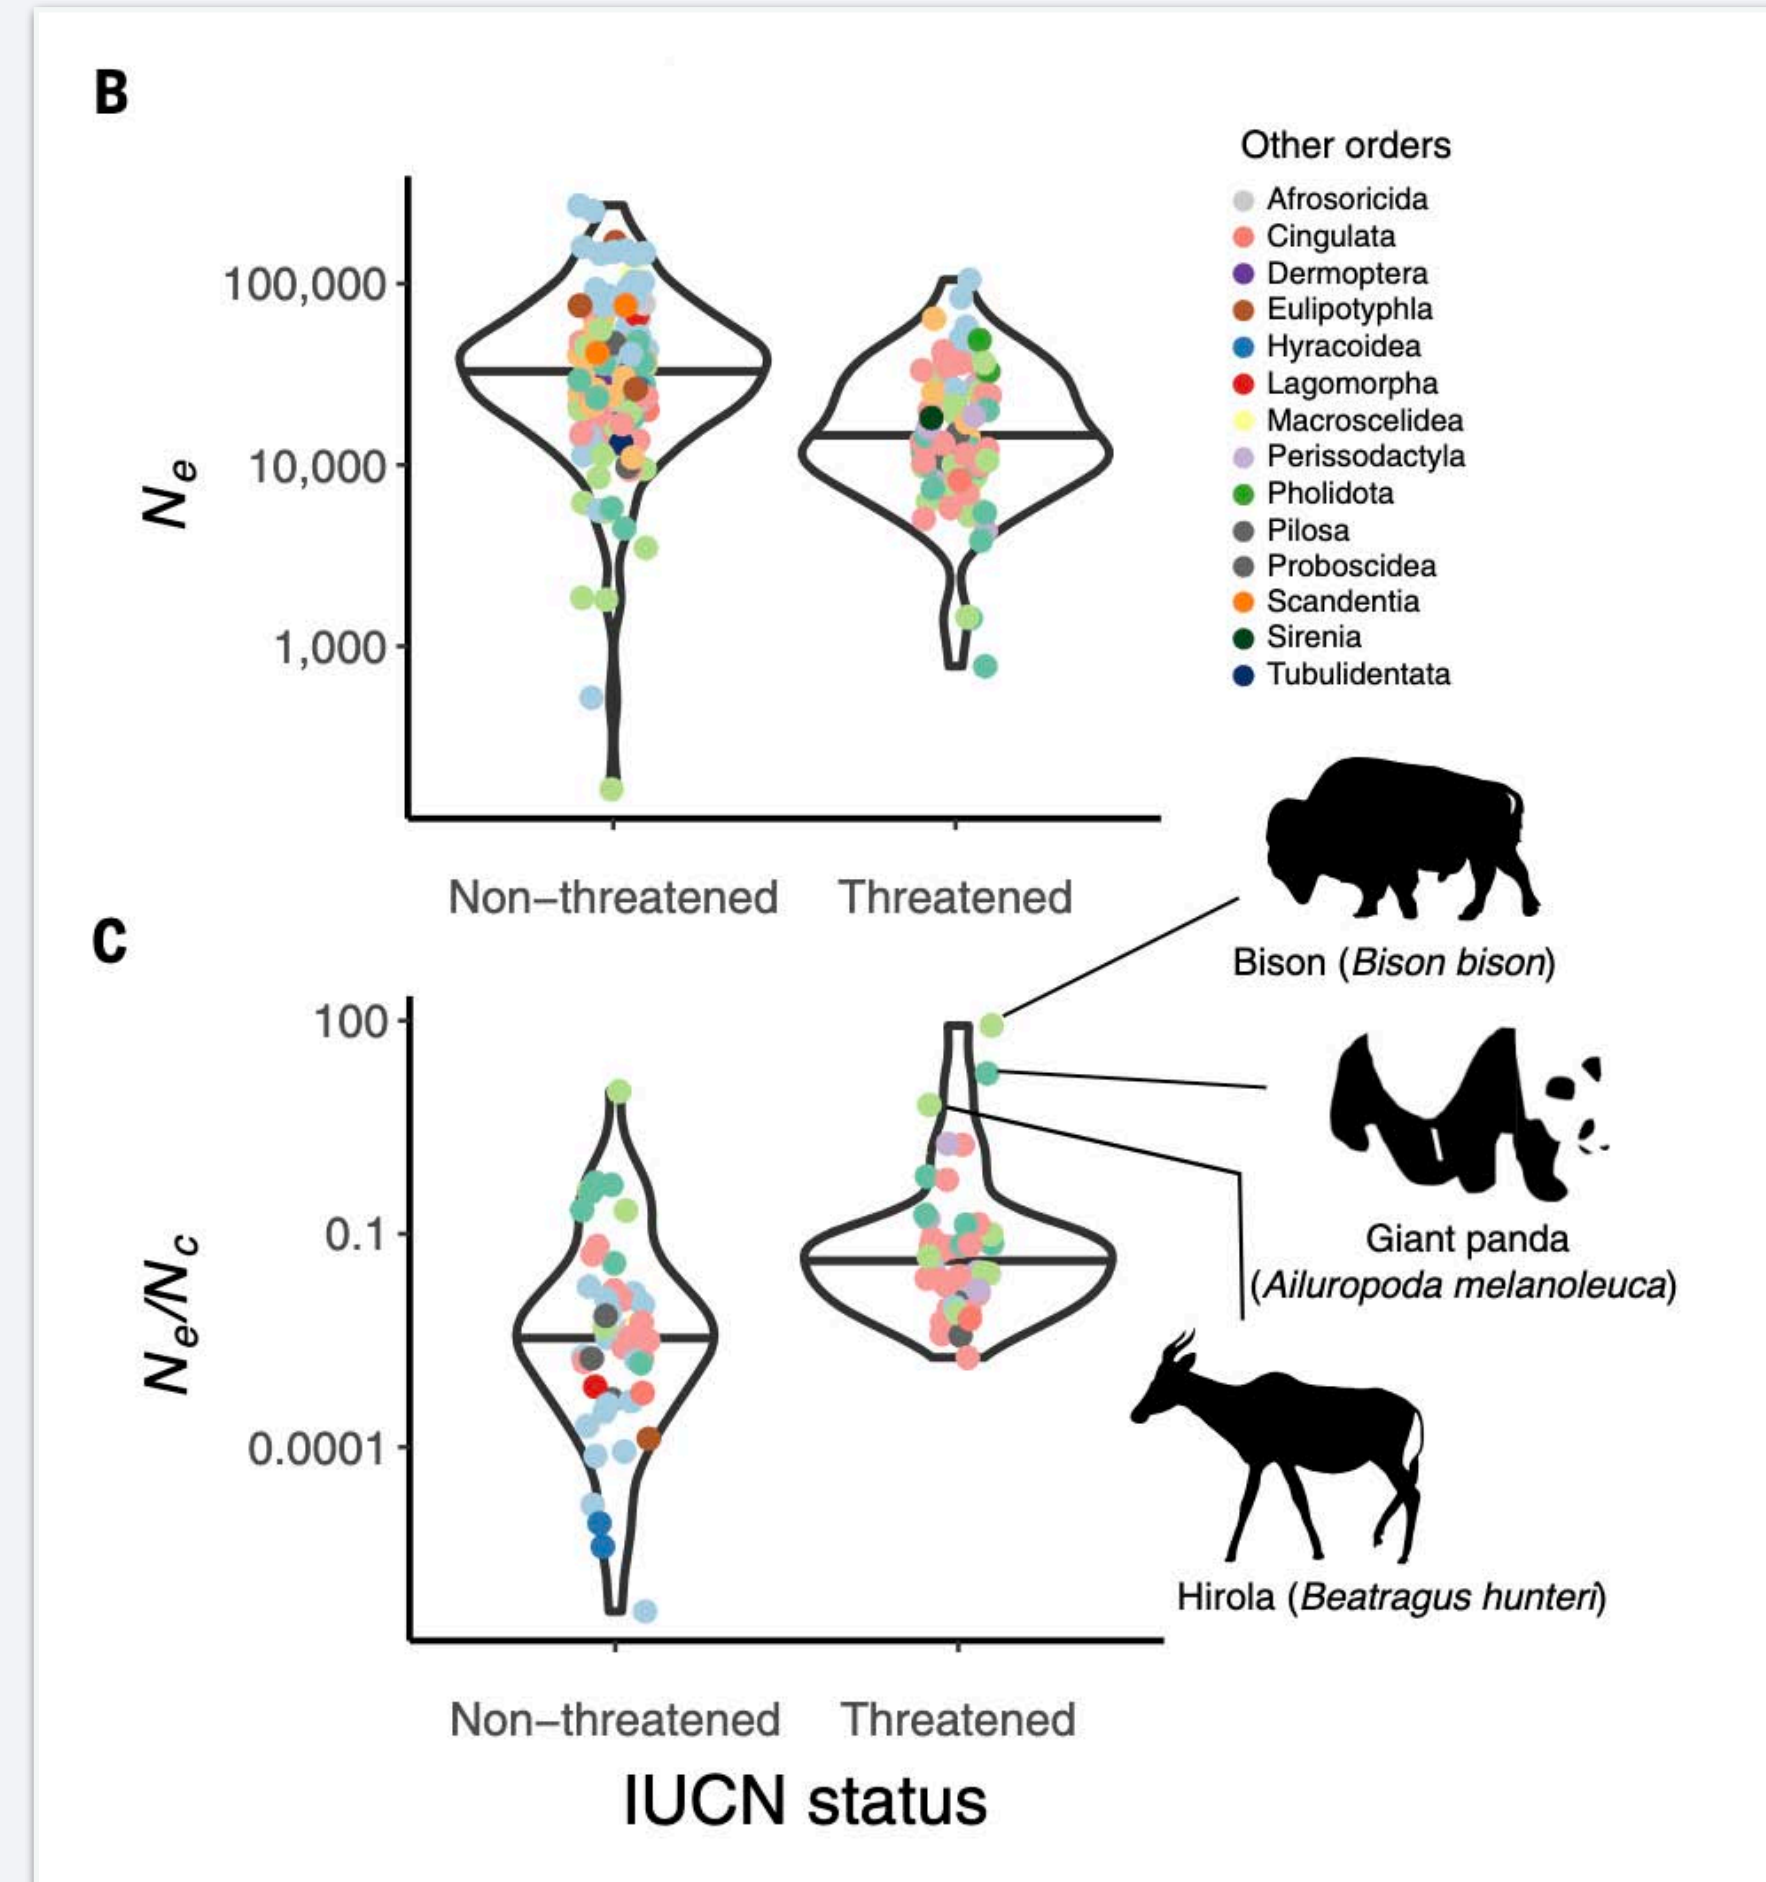 B
Other orders
Afrosoricida
Cingulata
Dermoptera
Eulipotyphla
Hyracoidea
Lagomorpha
Macroscelidea
Perissodactyla
Pholidota
Pilosa
Proboscidea
Scandentia
Sirenia
Tubulidentata
100,000
10,000
1,000
Ne
Non–threatened
Threatened
C
Bison (Bison bison)
Giant panda
(Ailuropoda melanoleuca)
Hirola (Beatragus hunteri)
100
0.1
0.0001
Ne/Nc
Non–threatened
Threatened
IUCN status